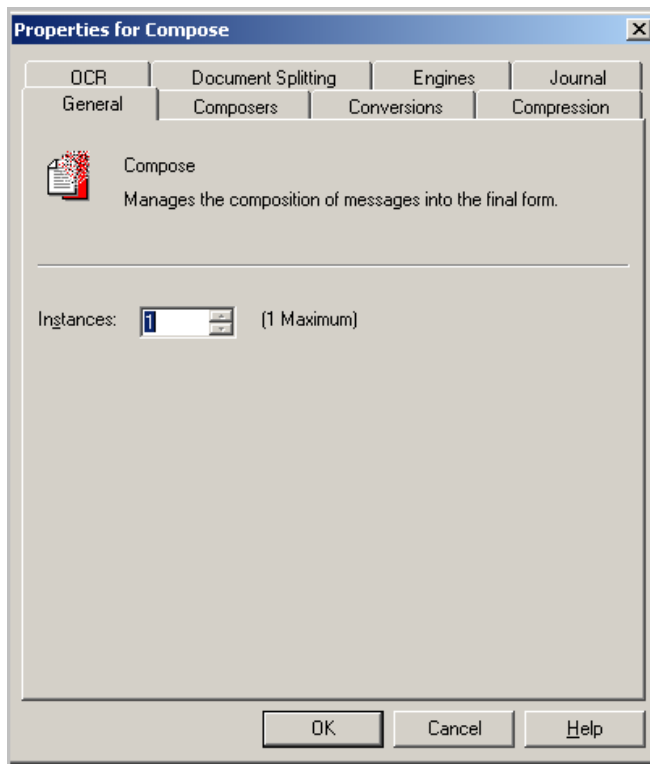 Properties for Compose
OCR Document Splitting Engines Journal
General Composers Conversions Compression
Compose
Manages the composition of messages into the final form.
Instances: 1 (1 Maximum)
OK Cancel Help